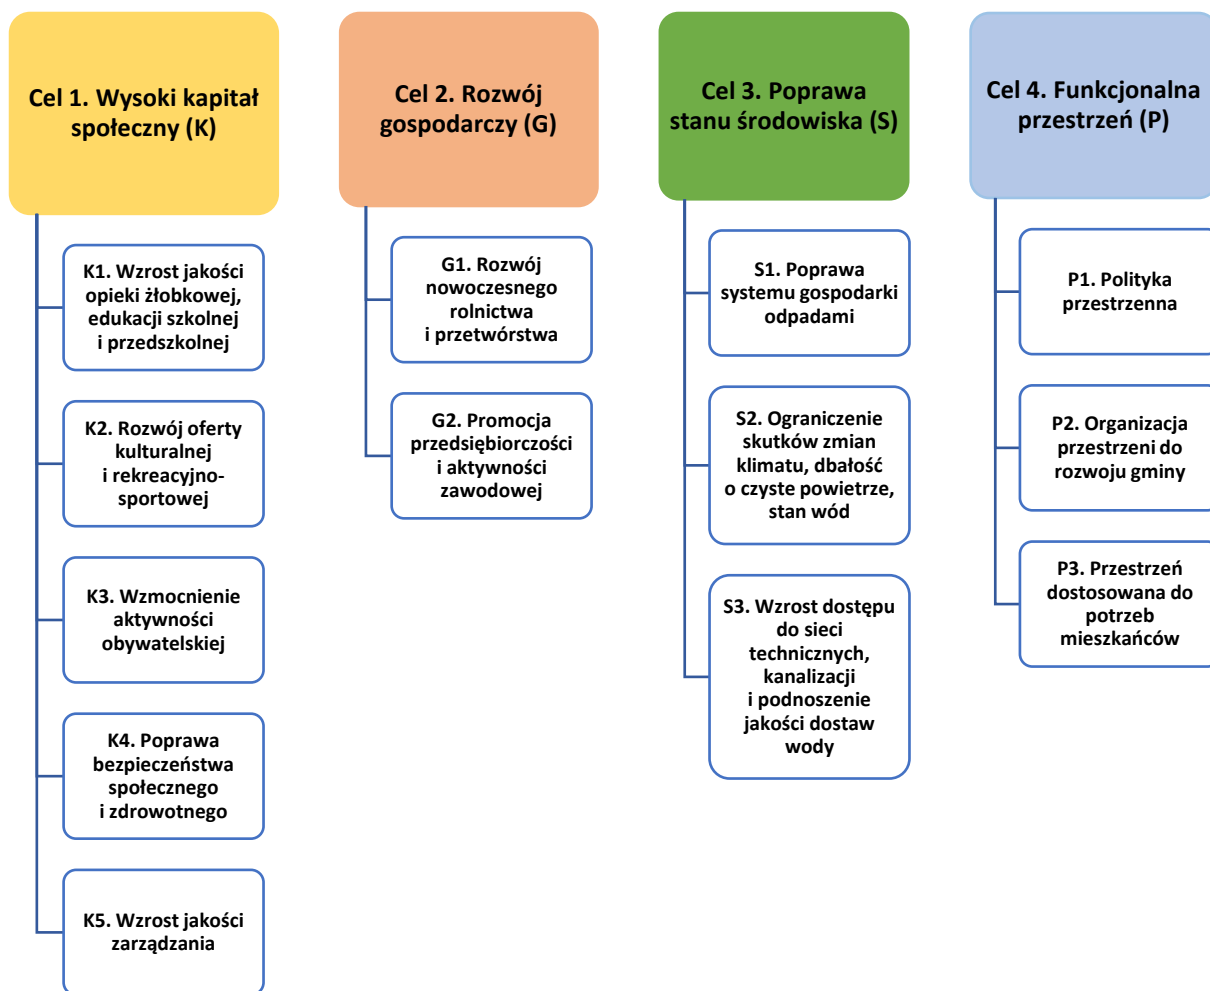 Cel 1. Wysoki kapitał
społeczny (K)
K1. Wzrost jakości
opieki żłobkowej,
edukacji szkolnej
i przedszkolnej
K2. Rozwój oferty
kulturalnej
i rekreacyjno-
sportowej
K3. Wzmocnienie
aktywności
obywatelskiej
K4. Poprawa
bezpieczeństwa
społecznego
i zdrowotnego
K5. Wzrost jakości
zarządzania
Cel 2. Rozwój
gospodarczy (G)
G1. Rozwój
nowoczesnego
rolnictwa
i przetwórstwa
G2. Promocja
przedsiębiorczości
i aktywności
zawodowej
Cel 3. Poprawa
stanu środowiska (S)
S1. Poprawa
systemu gospodarki
odpadami
S2. Ograniczenie
skutków zmian
klimatu, dbałość
o czyste powietrze,
stan wód
S3. Wzrost dostępu
do sieci
technicznych,
kanalizacji
i podnoszenie
jakości dostaw
wody
Cel 4. Funkcjonalna
przestrzeń (P)
P1. Polityka
przestrzenna
P2. Organizacja
przestrzeni do
rozwoju gminy
P3. Przestrzeń
dostosowana do
potrzeb
mieszkańców